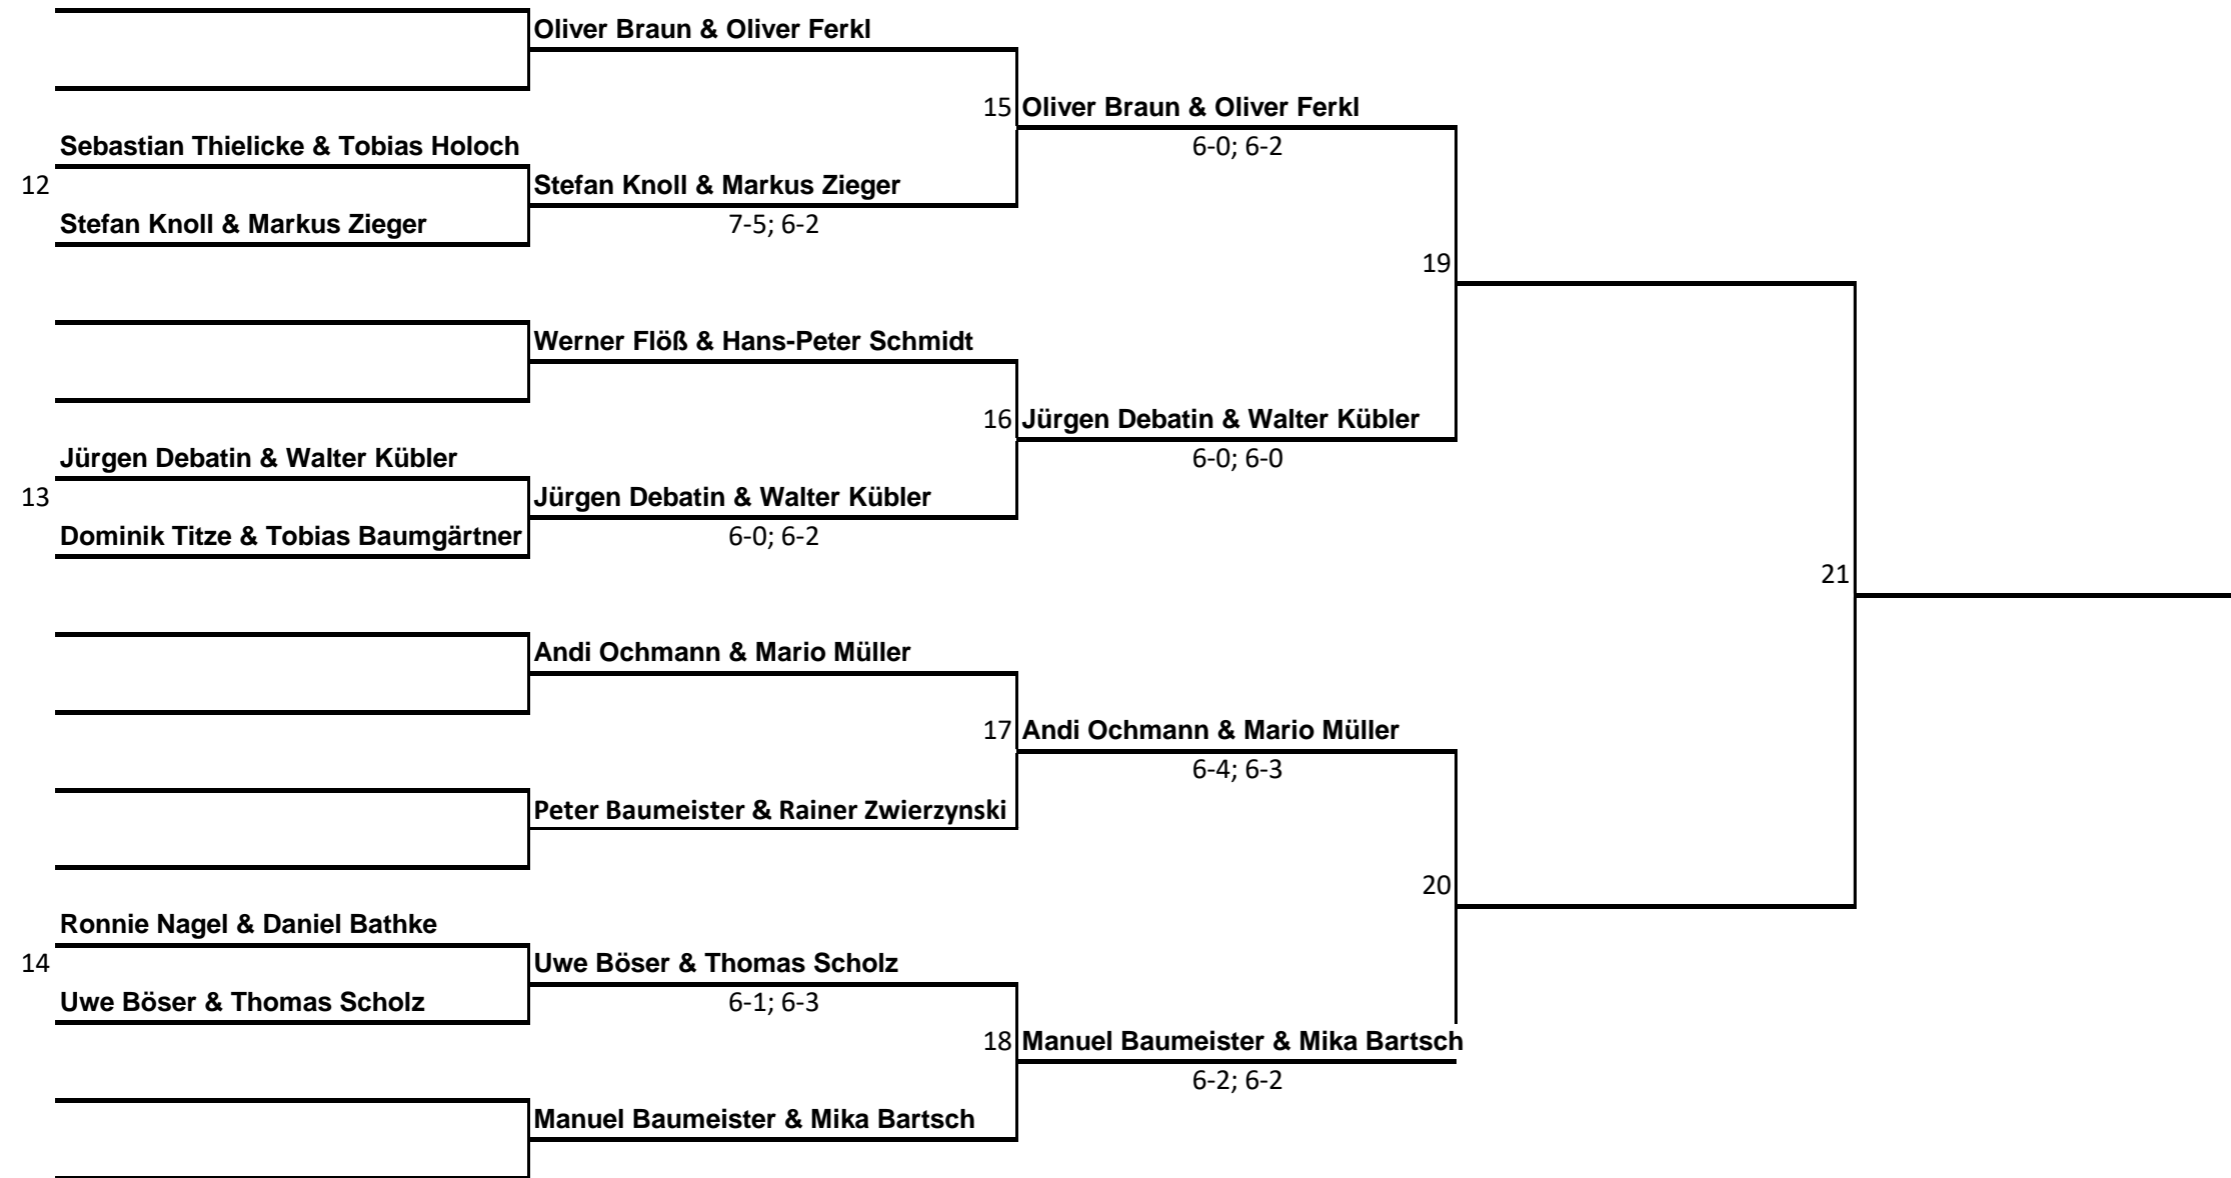 Oliver Braun & Oliver Ferkl
15 Oliver Braun & Oliver Ferkl
Sebastian Thielicke & Tobias Holoch
6-0; 6-2
12
Stefan Knoll & Markus Zieger
Stefan Knoll & Markus Zieger
7-5; 6-2
19
Werner Flöß & Hans-Peter Schmidt
16 Jürgen Debatin & Walter Kübler
Jürgen Debatin & Walter Kübler
6-0; 6-0
13
Jürgen Debatin & Walter Kübler
Dominik Titze & Tobias Baumgärtner
6-0; 6-2
21
Andi Ochmann & Mario Müller
17 Andi Ochmann & Mario Müller
6-4; 6-3
Peter Baumeister & Rainer Zwierzynski
20
Ronnie Nagel & Daniel Bathke
14
Uwe Böser & Thomas Scholz
Uwe Böser & Thomas Scholz
6-1; 6-3
18 Manuel Baumeister & Mika Bartsch
6-2; 6-2
Manuel Baumeister & Mika Bartsch